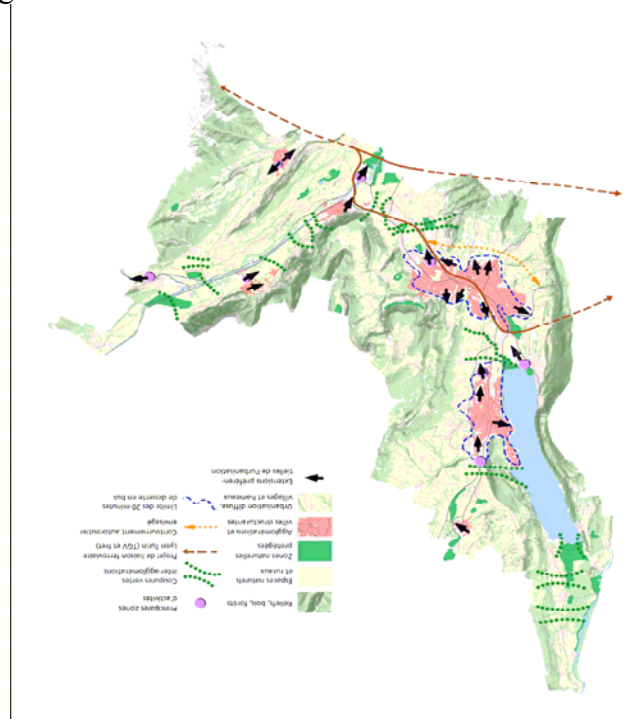 Reliefs, bois, forêts
Espaces naturels
et ruraux
Zones naturelles
protégées
Agglomérations et
villes structurantes
Urbanisation diffuse,
villages et hameaux
Principales zones
d'activités
Coupures vertes
inter-agglomérations
Projet de liaison ferroviaire
Lyon Turin (TGV et fret)
Contournement autoroutier
envisagé
Limites des 20 minutes
de desserte en bus
Extensions préféren-
tielles de l'urbanisation